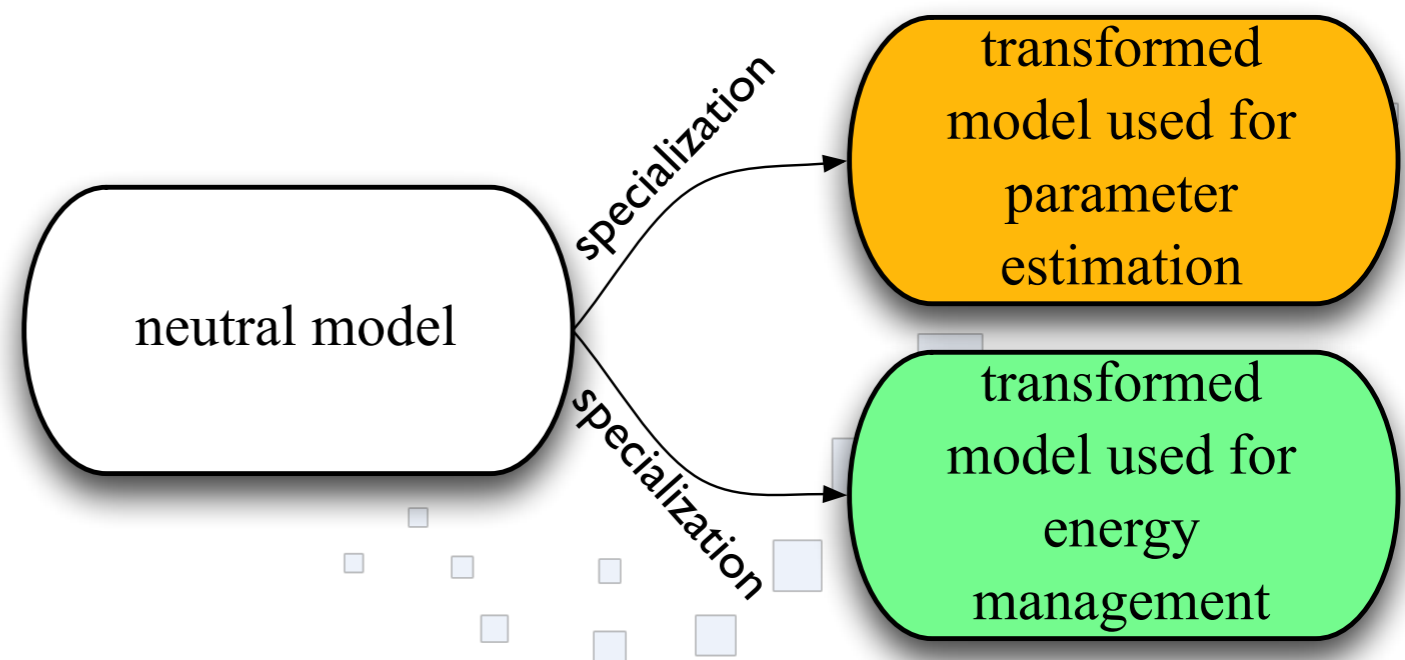 neutral model
specialization
specialization
transformed
model used for
parameter
estimation
transformed
model used for
energy
management